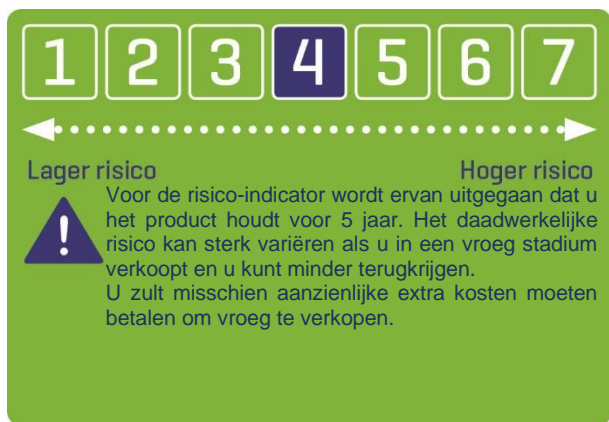 1 2 3 4 5 6 7
Lager risico Hoger risico
Voor de risico-indicator wordt ervan uitgegaan dat u
het product houdt voor 5 jaar. Het daadwerkelijke
risico kan sterk variëren als u in een vroeg stadium
verkoopt en u kunt minder terugkrijgen.
U zult misschien aanzienlijke extra kosten moeten
betalen om vroeg te verkopen.